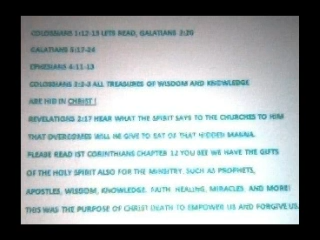 COLOSSIANS 1:12-13 LETS READ, GALATIANS 2:20
GALATIANS 5:17-24
EPHESIANS 4:11-13
COLOSSIANS 2:2-3 ALL TREASURES OF WISDOM AND KNOWLEDGE
ARE HID IN CHRIST !
REVELATIONS 2:17 HEAR WHAT THE SPIRIT SAYS TO THE CHURCHES TO HIM
THAT OVERCOMES WILL HE GIVE TO EAT OF THAT HIDDEN MANNA.
PLEASE READ IST CORINTHIANS CHAPTER 12 YOU SEE WE HAVE THE GIFTS
OF THE HOLY SPIRIT ALSO FOR THE MINISTRY. SUCH AS PROPHETS,
APOSTLES, WISDOM, KNOWLEDGE, FAITH, HEALING, MIRACLES, AND MORE!
THIS WAS THE PURPOSE OF CHRIST DEATH TO EMPOWER US AND FORGIVE US.